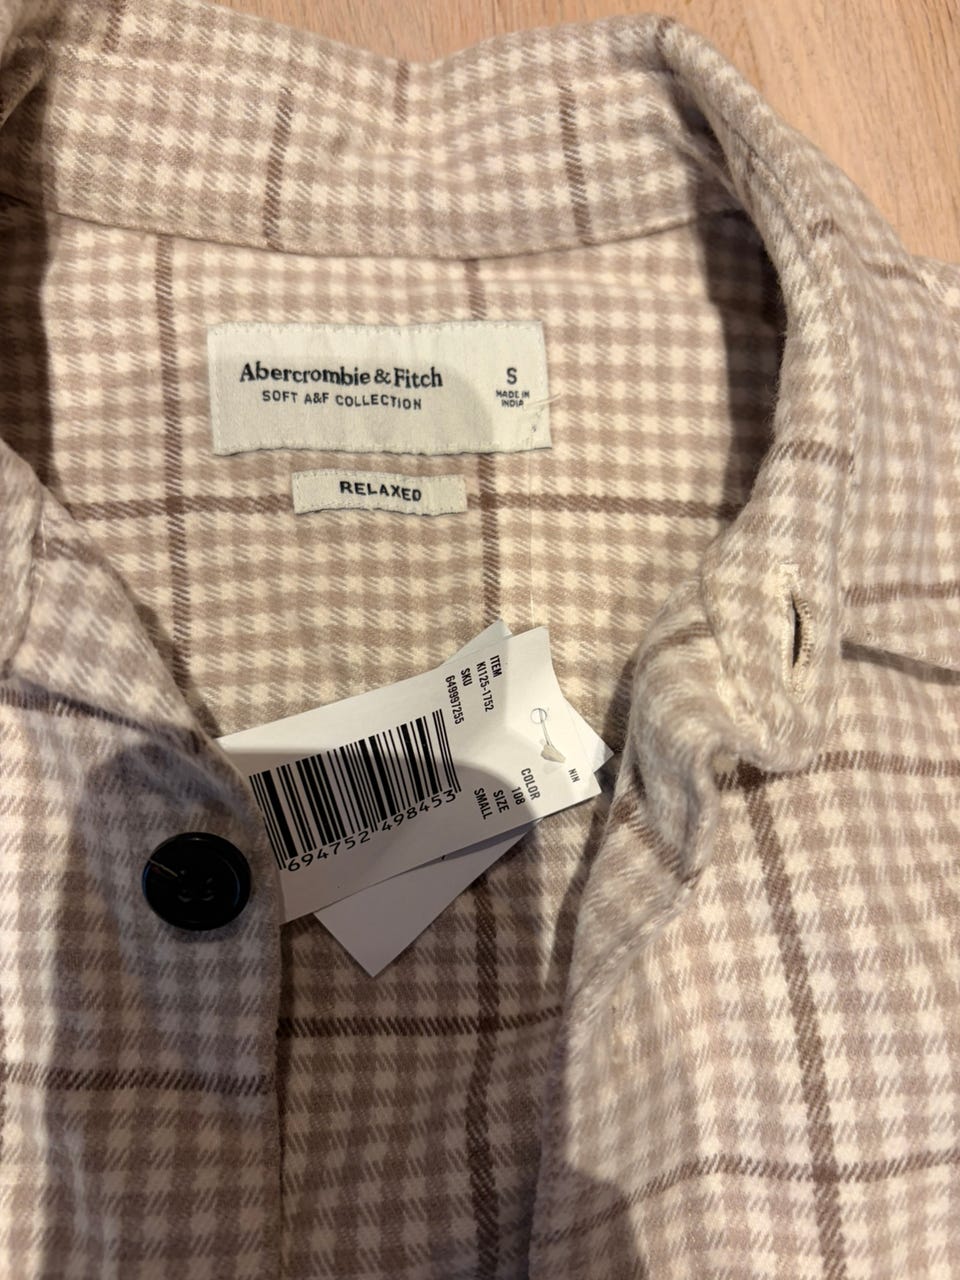 Abercrombie & Fitch
SOFT A&F COLLECTION
S
MADE IN
INDIA
RELAXED
ITEM
KI125-1752
SKU
649997255
694752 498453
COLOR
108
SIZE
SMALL
NIN